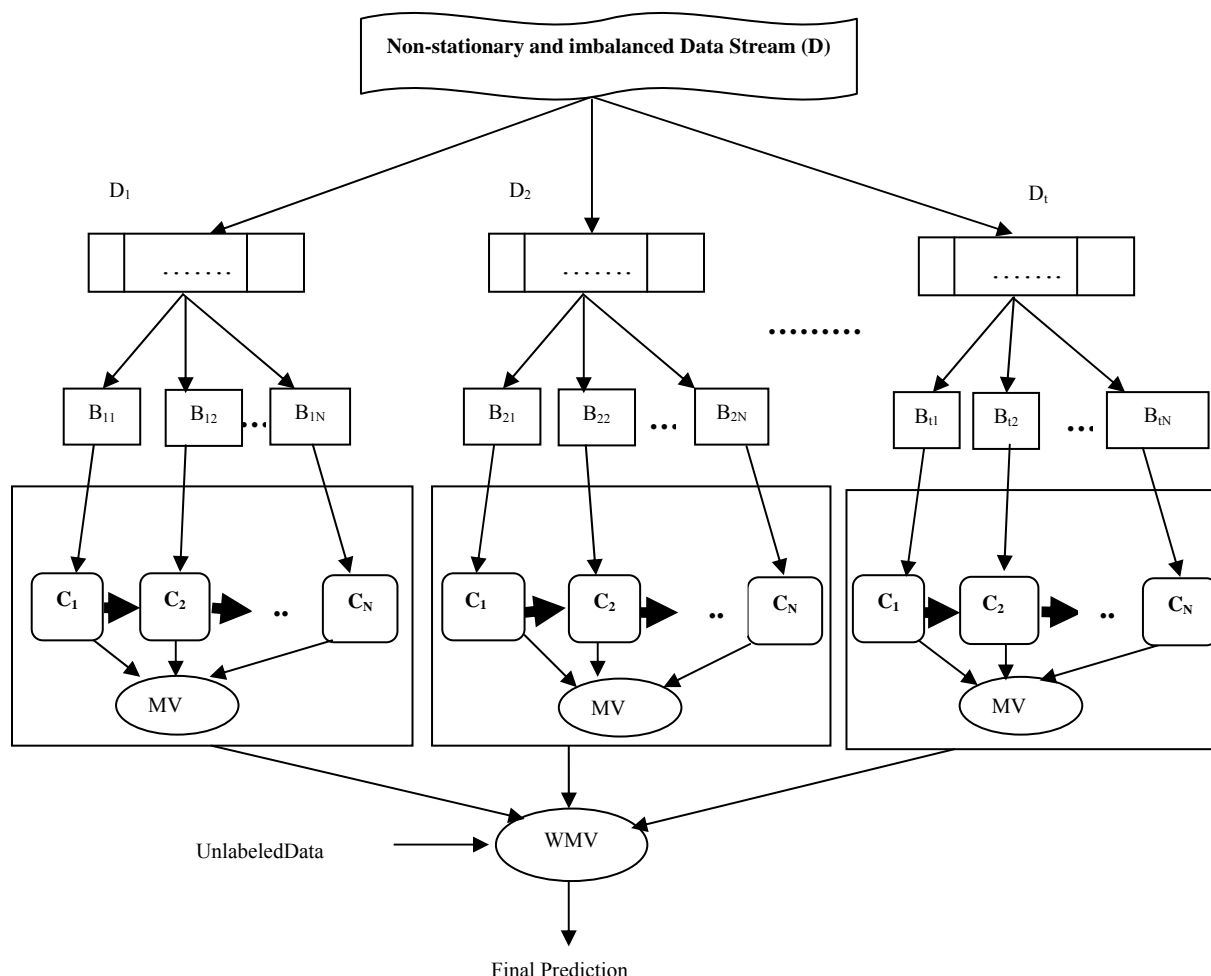 Non-stationary and imbalanced Data Stream (D)
D₁ D₂ Dₜ
....... ....... .......
.........
B₁₁ B₁₂ ... B₁N B₂₁ B₂₂ ... B₂N Bₜ₁ Bₜ₂ ... BₜN
C₁ C₂ .. CN C₁ C₂ .. CN C₁ C₂ .. CN
MV MV MV
WMV
UnlabeledData
Final Prediction